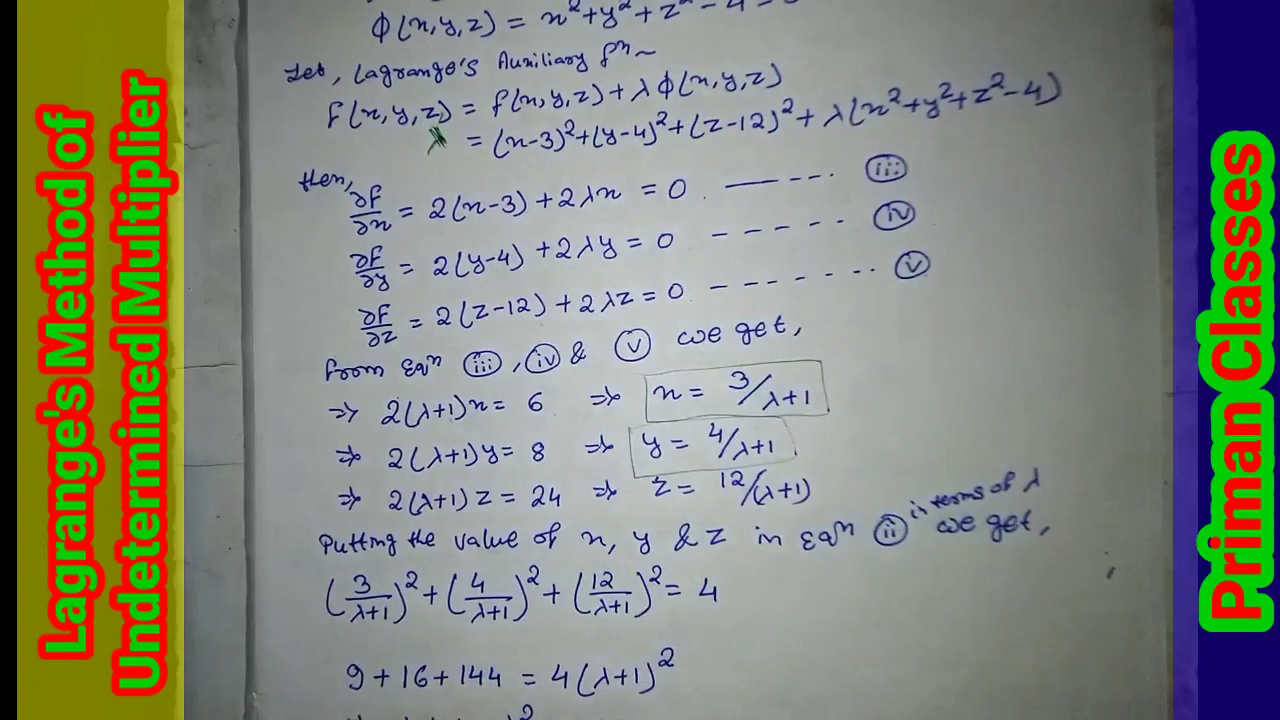 Lagrange's Method of
Undetermined Multiplier
ϕ(x,y,z) = x²+y²+z²-4=0
Let, Lagrange's Auxiliary fⁿ~
F(x,y,z) = f(x,y,z)+λϕ(x,y,z)
= (x-3)²+(y-4)²+(z-12)²+λ(x²+y²+z²-4)
then,
∂F/∂x = 2(x-3)+2λx = 0 ——---. (iii)
∂F/∂y = 2(y-4)+2λy = 0 ----- (iv)
∂F/∂z = 2(z-12)+2λz = 0 ------- (v)
From Eqⁿ (iii), (iv) & (v) we get,
⇒ 2(λ+1)x = 6 ⇒ x = 3/λ+1
⇒ 2(λ+1)y = 8 ⇒ y = 4/λ+1
⇒ 2(λ+1)z = 24 ⇒ z = 12/(λ+1)
Putting the value of x, y & z in Eqⁿ (ii) in terms of λ we get,
(3/λ+1)² + (4/λ+1)² + (12/λ+1)² = 4
9+16+144 = 4(λ+1)²
Priman Classes